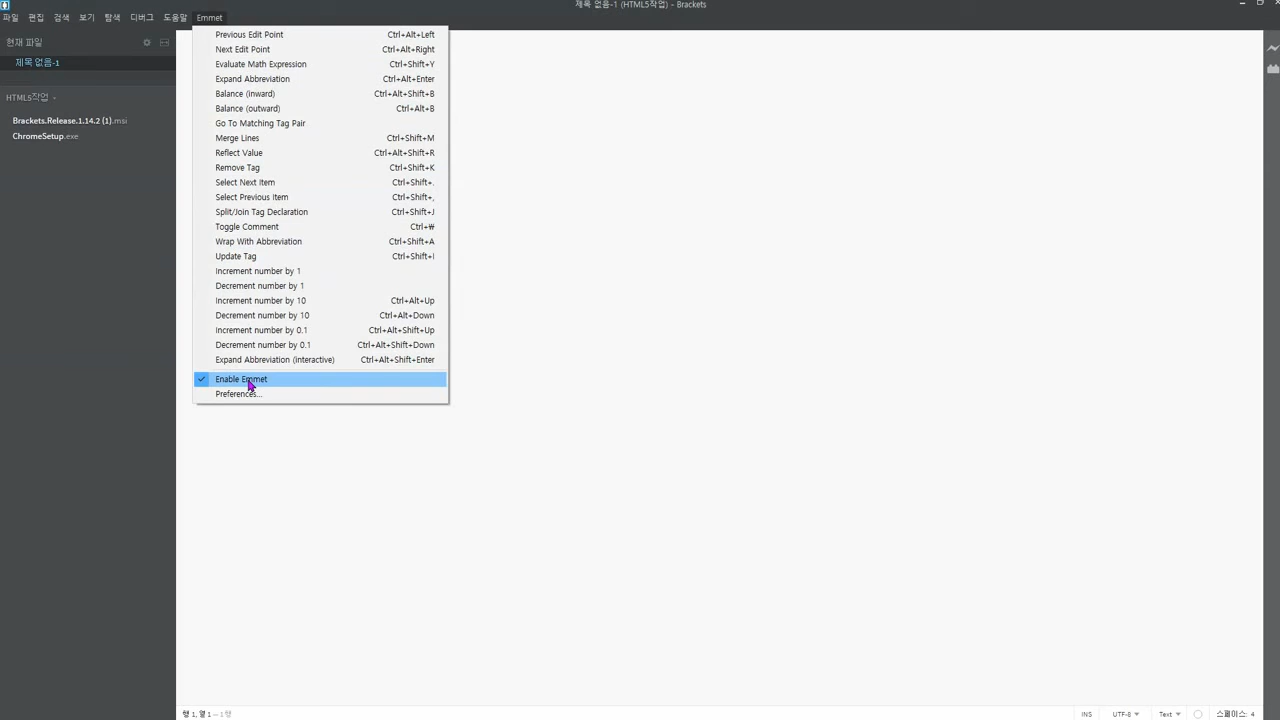 제목 없음-1 (HTML5작업) - Brackets
파일 편집 검색 보기 탐색 디버그 도움말 Emmet
현재 파일
제목 없음-1
HTML5작업
Brackets.Release.1.14.2 (1).msi
ChromeSetup.exe
Previous Edit Point Ctrl+Alt+Left
Next Edit Point Ctrl+Alt+Right
Evaluate Math Expression Ctrl+Shift+Y
Expand Abbreviation Ctrl+Alt+Enter
Balance (inward) Ctrl+Alt+Shift+B
Balance (outward) Ctrl+Alt+B
Go To Matching Tag Pair
Merge Lines Ctrl+Shift+M
Reflect Value Ctrl+Alt+Shift+R
Remove Tag Ctrl+Shift+K
Select Next Item Ctrl+Shift+.
Select Previous Item Ctrl+Shift+,
Split/Join Tag Declaration Ctrl+Shift+J
Toggle Comment Ctrl+₩
Wrap With Abbreviation Ctrl+Shift+A
Update Tag Ctrl+Shift+I
Increment number by 1
Decrement number by 1
Increment number by 10 Ctrl+Alt+Up
Decrement number by 10 Ctrl+Alt+Down
Increment number by 0.1 Ctrl+Alt+Shift+Up
Decrement number by 0.1 Ctrl+Alt+Shift+Down
Expand Abbreviation (interactive) Ctrl+Alt+Shift+Enter
Enable Emmet
Preferences...
행 1, 열 1 — 1 행 INS UTF-8 Text 스페이스: 4